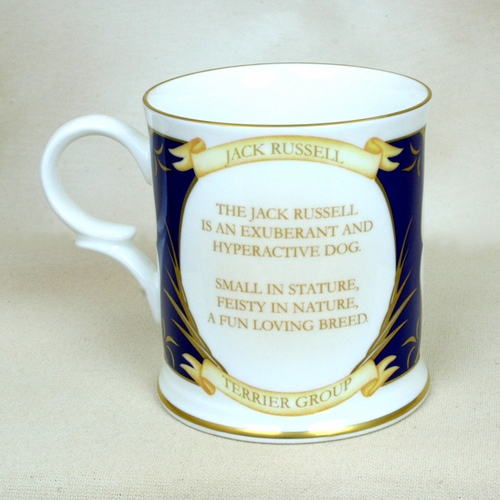 JACK RUSSELL
THE JACK RUSSELL
IS AN EXUBERANT AND
HYPERACTIVE DOG.
SMALL IN STATURE,
FEISTY IN NATURE,
A FUN LOVING BREED.
TERRIER GROUP